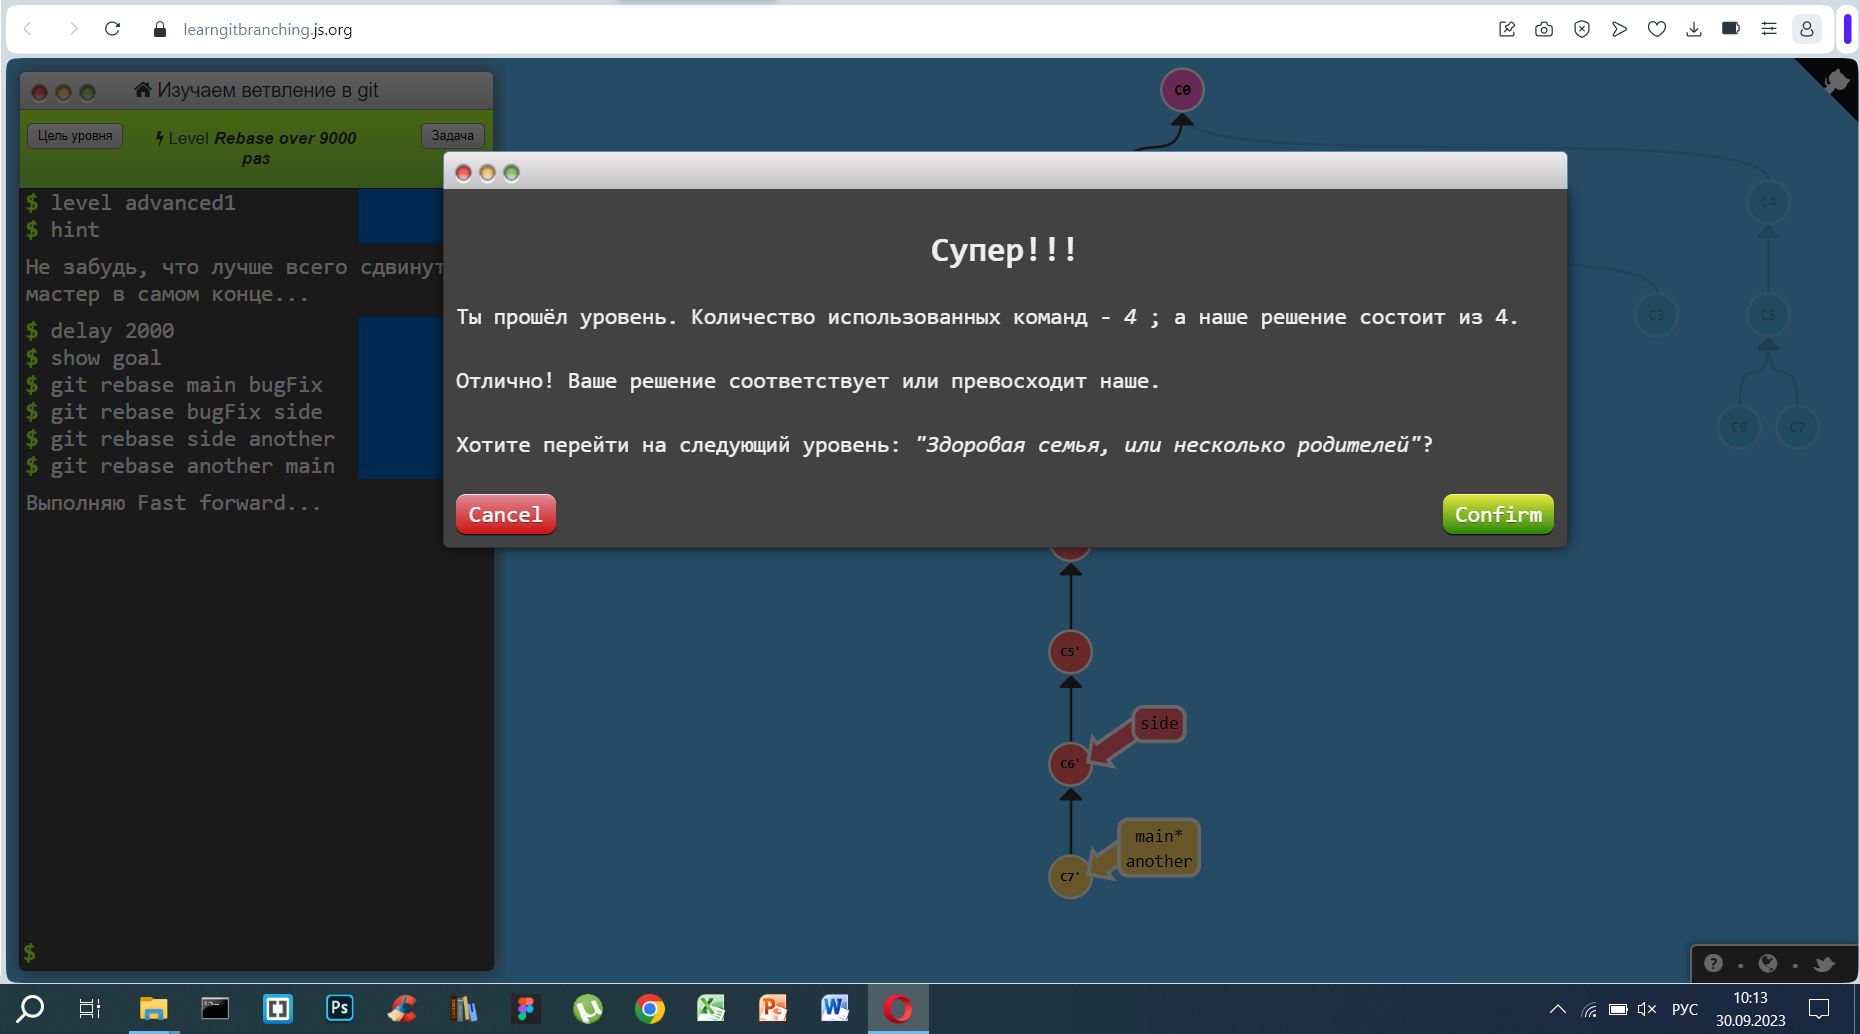 learngitbranching.js.org
Изучаем ветвление в git
Цель уровня
Level Rebase over 9000
раз
Задача
$ level advanced1
$ hint
Не забудь, что лучше всего сдвинут
мастер в самом конце...
$ delay 2000
$ show goal
$ git rebase main bugFix
$ git rebase bugFix side
$ git rebase side another
$ git rebase another main
Выполняю Fast forward...
$
Супер!!!
Ты прошёл уровень. Количество использованных команд - 4 ; а наше решение состоит из 4.
Отлично! Ваше решение соответствует или превосходит наше.
Хотите перейти на следующий уровень: "Здоровая семья, или несколько родителей"?
Cancel
Confirm
C0
C4
C3
C5
C6
C7
C5'
side
C6'
main*
another
C7'
Ps
РУС
10:13
30.09.2023